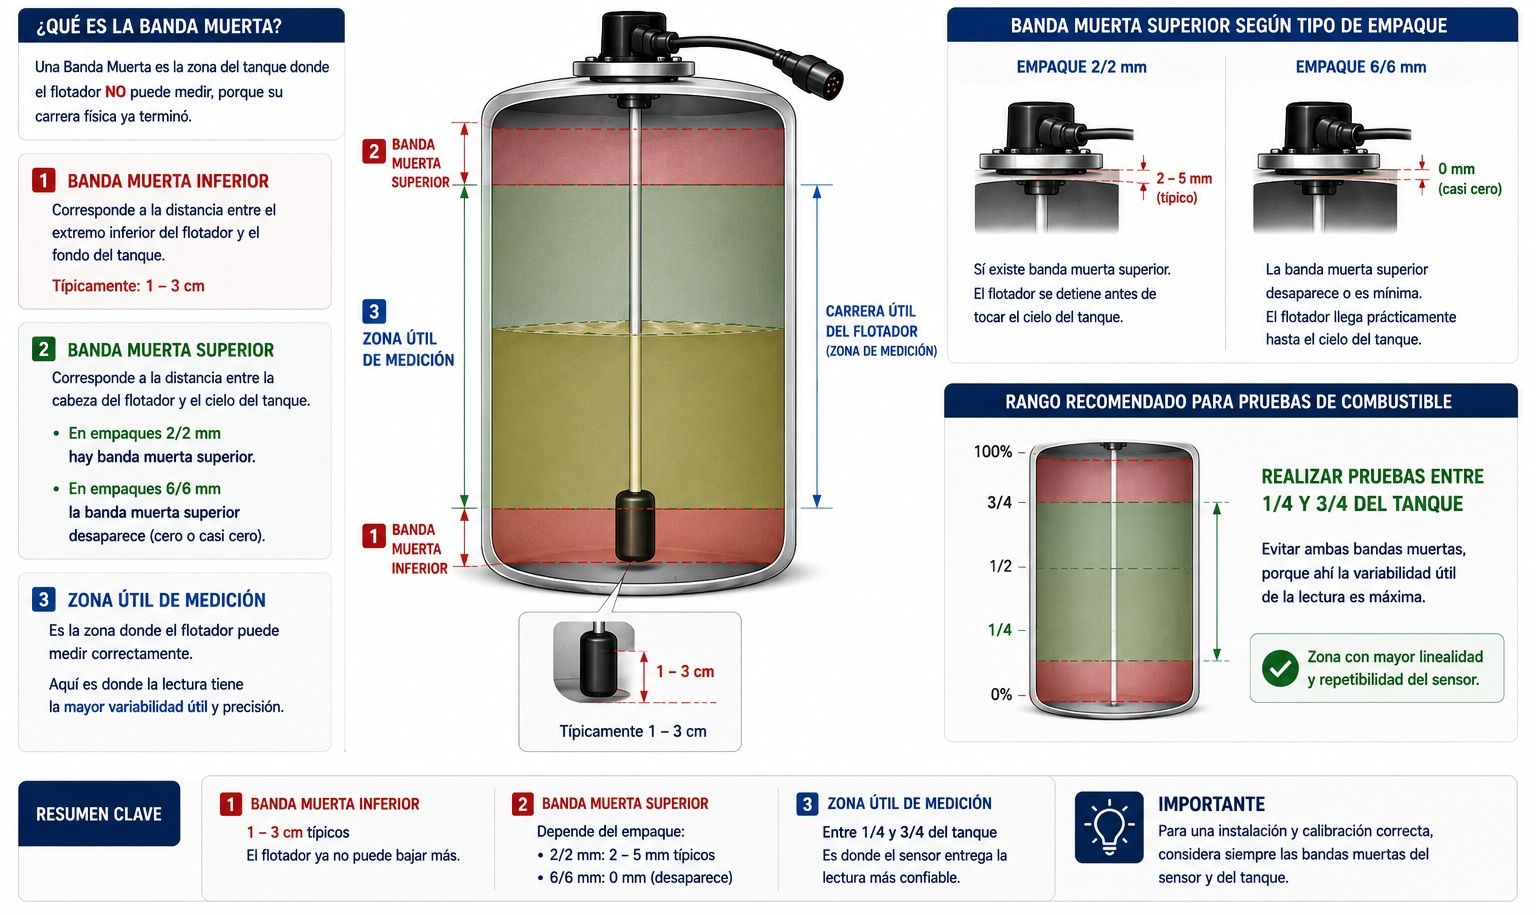 ¿QUÉ ES LA BANDA MUERTA?
Una Banda Muerta es la zona del tanque donde
el flotador NO puede medir, porque su
carrera física ya terminó.
1 BANDA MUERTA INFERIOR
Corresponde a la distancia entre el
extremo inferior del flotador y el
fondo del tanque.
Típicamente: 1 – 3 cm
2 BANDA MUERTA SUPERIOR
Corresponde a la distancia entre la
cabeza del flotador y el cielo del tanque.
• En empaques 2/2 mm
hay banda muerta superior.
• En empaques 6/6 mm
la banda muerta superior
desaparece (cero o casi cero).
3 ZONA ÚTIL DE MEDICIÓN
Es la zona donde el flotador puede
medir correctamente.
Aquí es donde la lectura tiene
la mayor variabilidad útil y precisión.
2 BANDA
MUERTA
SUPERIOR
3
ZONA ÚTIL
DE MEDICIÓN
CARRERA ÚTIL
DEL FLOTADOR
(ZONA DE MEDICIÓN)
1 BANDA
MUERTA
INFERIOR
1 – 3 cm
Típicamente 1 – 3 cm
BANDA MUERTA SUPERIOR SEGÚN TIPO DE EMPAQUE
EMPAQUE 2/2 mm
2 – 5 mm
(típico)
Sí existe banda muerta superior.
El flotador se detiene antes de
tocar el cielo del tanque.
EMPAQUE 6/6 mm
0 mm
(casi cero)
La banda muerta superior
desaparece o es mínima.
El flotador llega prácticamente
hasta el cielo del tanque.
RANGO RECOMENDADO PARA PRUEBAS DE COMBUSTIBLE
100%
3/4
1/2
1/4
0%
REALIZAR PRUEBAS ENTRE
1/4 Y 3/4 DEL TANQUE
Evitar ambas bandas muertas,
porque ahí la variabilidad útil
de la lectura es máxima.
Zona con mayor linealidad
y repetibilidad del sensor.
RESUMEN CLAVE
1 BANDA MUERTA INFERIOR
1 – 3 cm típicos
El flotador ya no puede bajar más.
2 BANDA MUERTA SUPERIOR
Depende del empaque:
• 2/2 mm: 2 – 5 mm típicos
• 6/6 mm: 0 mm (desaparece)
3 ZONA ÚTIL DE MEDICIÓN
Entre 1/4 y 3/4 del tanque
Es donde el sensor entrega la
lectura más confiable.
IMPORTANTE
Para una instalación y calibración correcta,
considera siempre las bandas muertas del
sensor y del tanque.